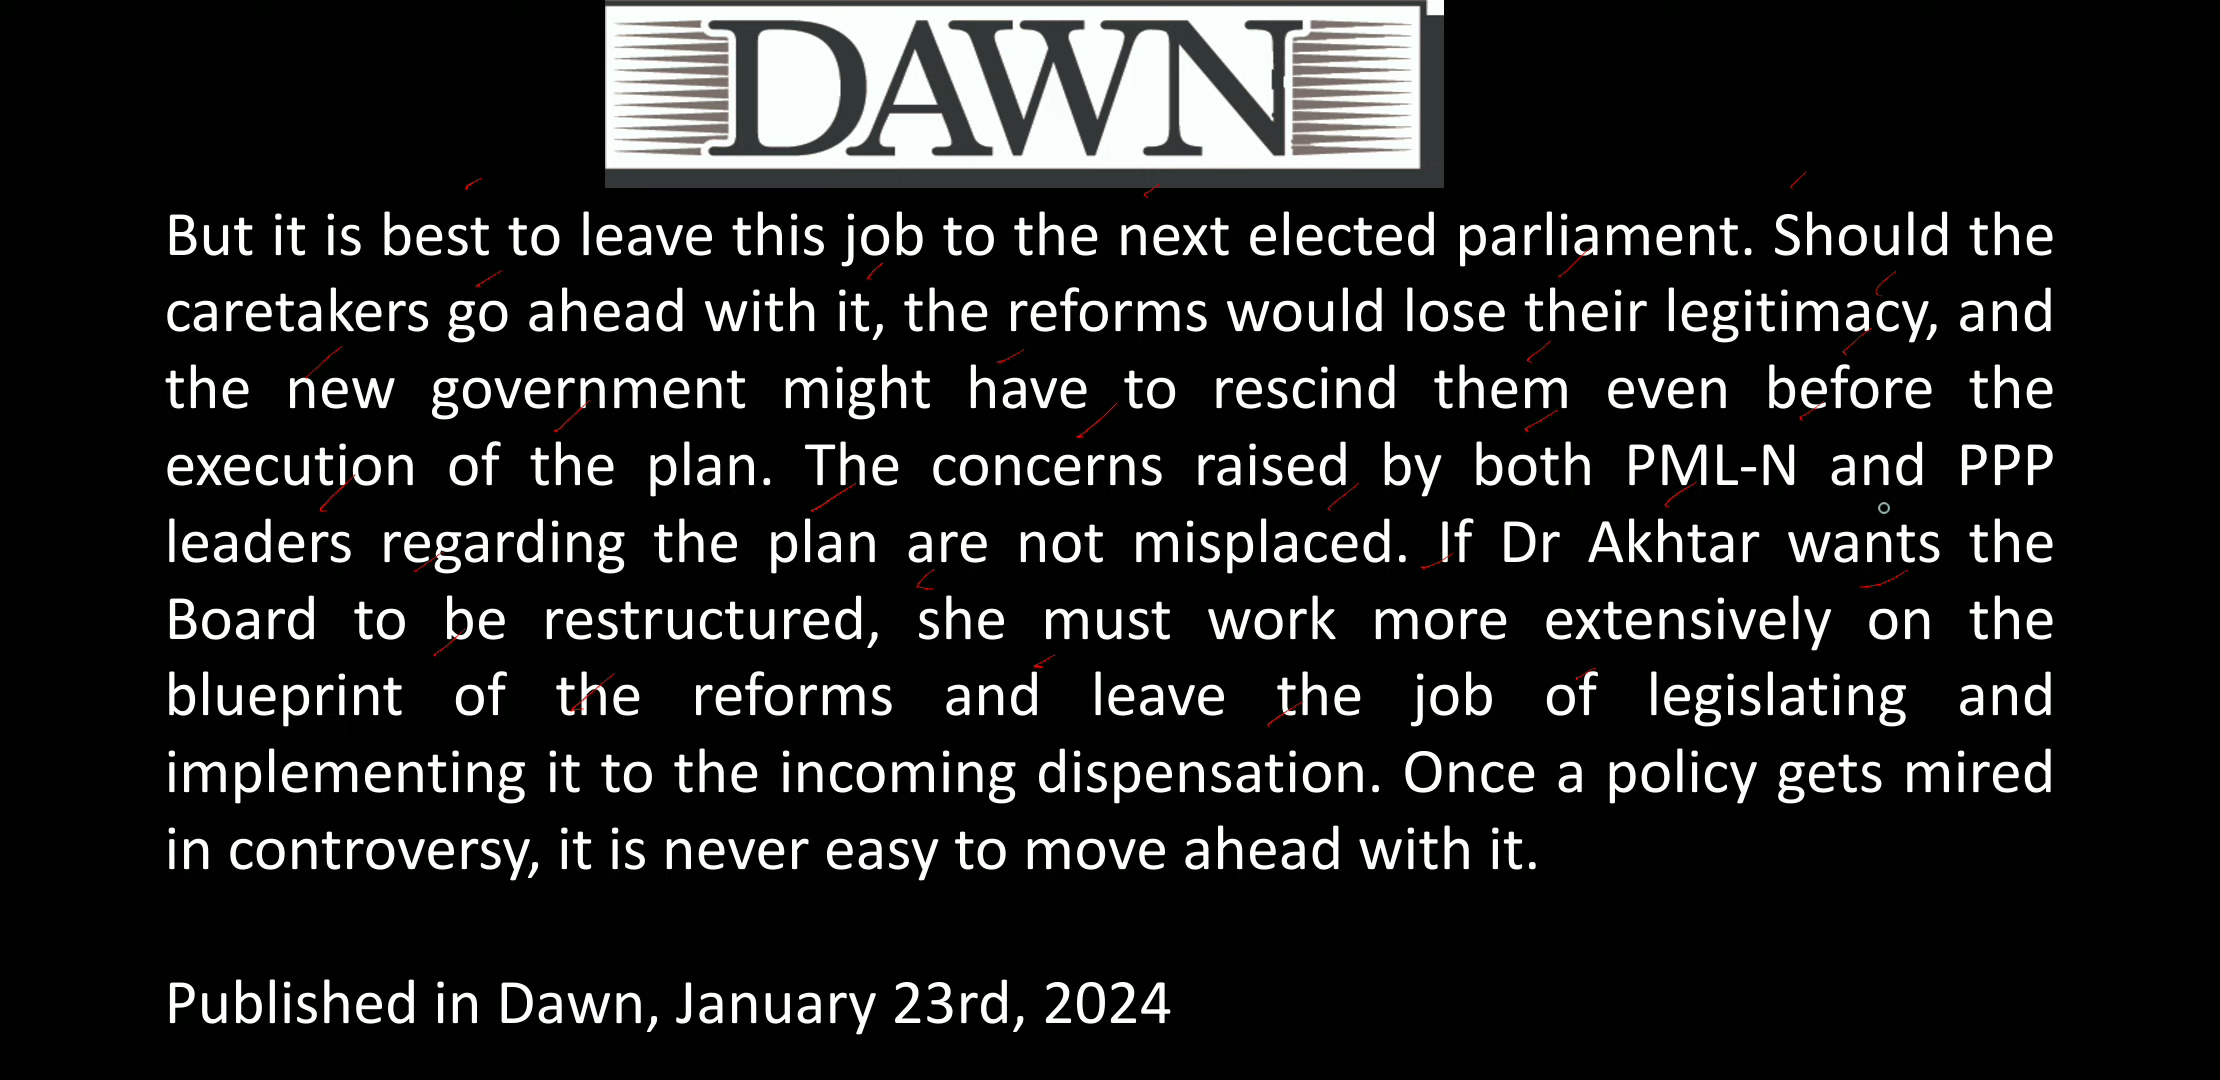 DAWN
But it is best to leave this job to the next elected parliament. Should the
caretakers go ahead with it, the reforms would lose their legitimacy, and
the new government might have to rescind them even before the
execution of the plan. The concerns raised by both PML-N and PPP
leaders regarding the plan are not misplaced. If Dr Akhtar wants the
Board to be restructured, she must work more extensively on the
blueprint of the reforms and leave the job of legislating and
implementing it to the incoming dispensation. Once a policy gets mired
in controversy, it is never easy to move ahead with it.
Published in Dawn, January 23rd, 2024